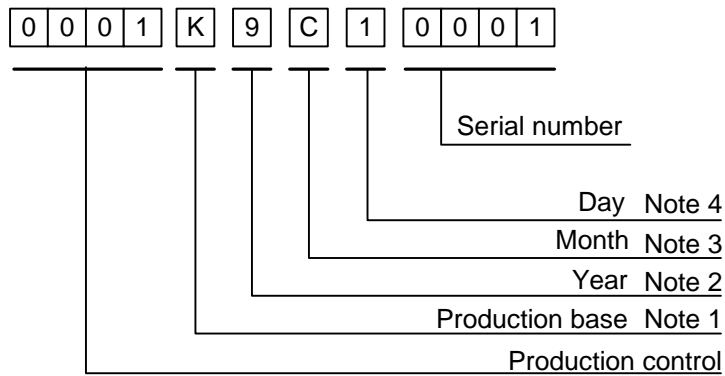 0 0 0 1 K 9 C 1 0 0 0 1
Serial number
Day Note 4
Month Note 3
Year Note 2
Production base Note 1
Production control